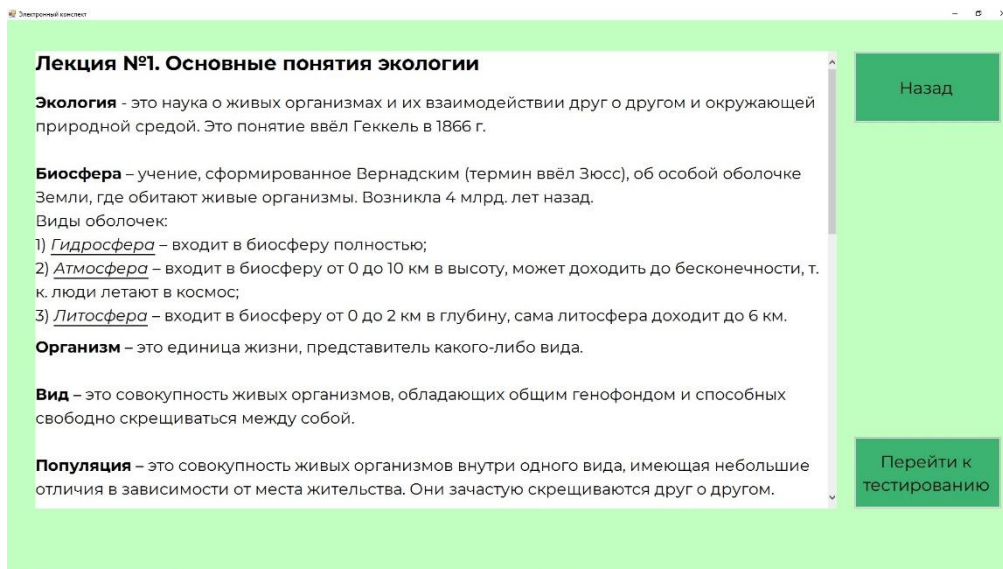 Электронный конспект
Лекция №1. Основные понятия экологии
Экология - это наука о живых организмах и их взаимодействии друг о другом и окружающей
природной средой. Это понятие ввёл Геккель в 1866 г.
Биосфера – учение, сформированное Вернадским (термин ввёл Зюсс), об особой оболочке
Земли, где обитают живые организмы. Возникла 4 млрд. лет назад.
Виды оболочек:
1) Гидросфера – входит в биосферу полностью;
2) Атмосфера – входит в биосферу от 0 до 10 км в высоту, может доходить до бесконечности, т.
к. люди летают в космос;
3) Литосфера – входит в биосферу от 0 до 2 км в глубину, сама литосфера доходит до 6 км.
Организм – это единица жизни, представитель какого-либо вида.
Вид – это совокупность живых организмов, обладающих общим генофондом и способных
свободно скрещиваться между собой.
Популяция – это совокупность живых организмов внутри одного вида, имеющая небольшие
отличия в зависимости от места жительства. Они зачастую скрещиваются друг о другом.
Назад
Перейти к
тестированию